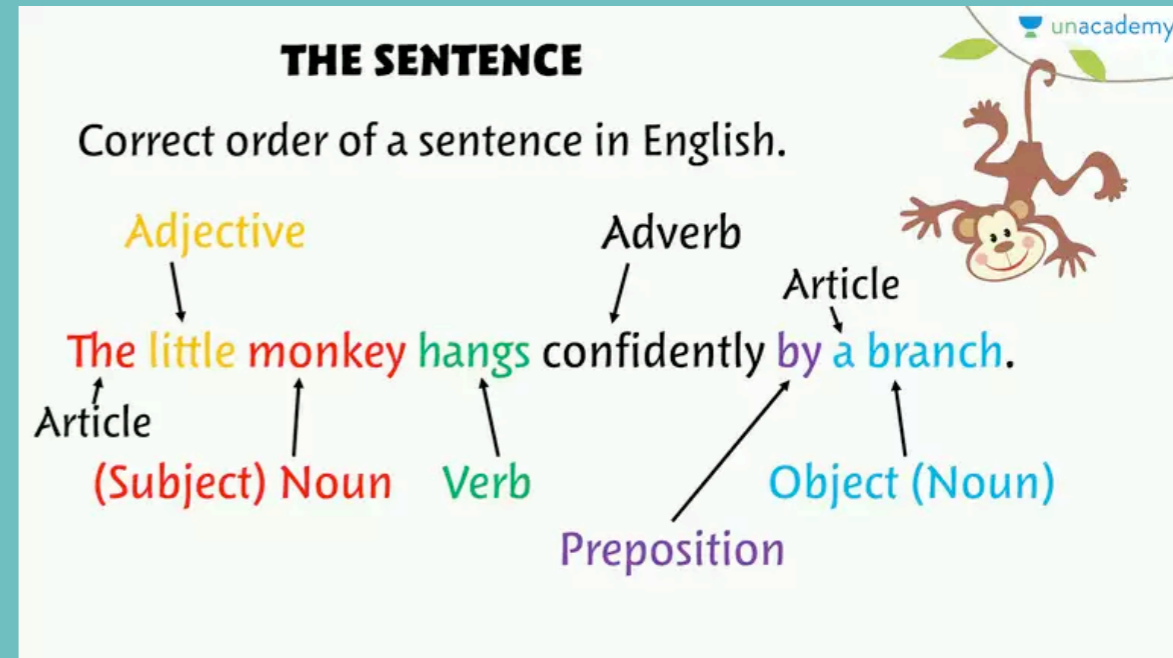 unacademy
THE SENTENCE
Correct order of a sentence in English.
Adjective
Adverb
Article
The little monkey hangs confidently by a branch.
Article
(Subject) Noun
Verb
Object (Noun)
Preposition